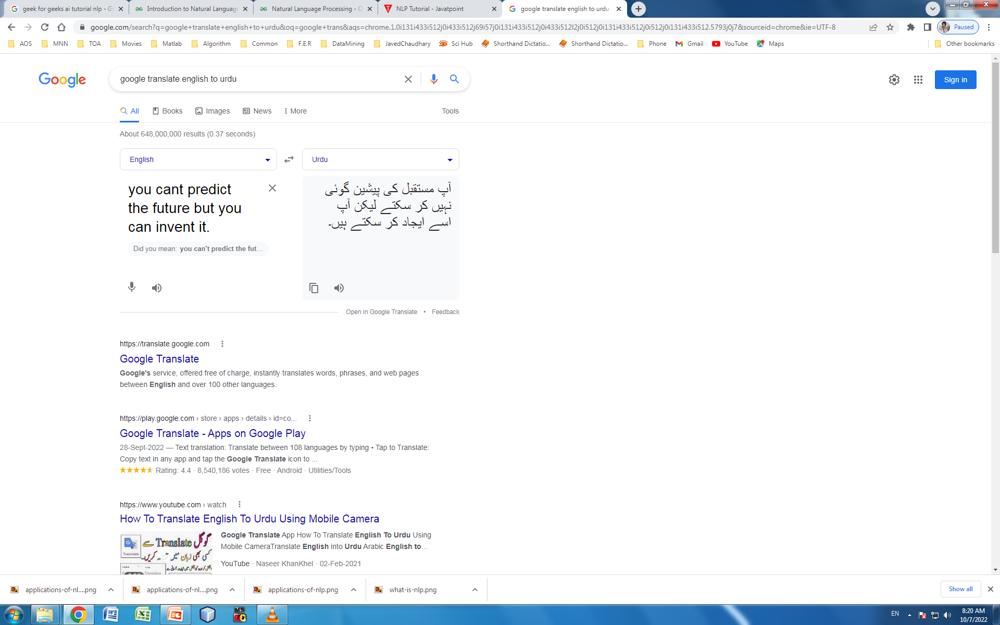 geek for geeks ai tutorial nlp - Go
Introduction to Natural Language
Natural Language Processing - O
NLP Tutorial - Javatpoint
google translate english to urdu
google.com/search?q=google+translate+english+to+urdu&oq=google+trans&aqs=chrome.1.0i131i433i512j0i433i512j69i57j0i131i433i512j0i433i512l2j0i512j0i131i433i512j0i512j0i131i433i512.5793j0j7&sourceid=chrome&ie=UTF-8
Paused
AOS
MNN
TOA
Movies
Matlab
Algorithm
Common
F.E.R
DataMining
JavedChaudhary
Sci Hub
Shorthand Dictatio...
Shorthand Dictatio...
Phone
Gmail
YouTube
Maps
Other bookmarks
Google
google translate english to urdu
Sign in
All
Books
Images
News
More
Tools
About 648,000,000 results (0.37 seconds)
English
Urdu
you cant predict
the future but you
can invent it.
Did you mean: you can't predict the fut...
آپ مستقبل کی پیشین گوئی
نہیں کر سکتے لیکن آپ
اسے ایجاد کر سکتے ہیں۔
Open in Google Translate • Feedback
https://translate.google.com
Google Translate
Google's service, offered free of charge, instantly translates words, phrases, and web pages
between English and over 100 other languages.
https://play.google.com › store › apps › details › id=co...
Google Translate - Apps on Google Play
28-Sept-2022 — Text translation: Translate between 108 languages by typing • Tap to Translate:
Copy text in any app and tap the Google Translate icon to ...
Rating: 4.4 · 8,540,186 votes · Free · Android · Utilities/Tools
https://www.youtube.com › watch
How To Translate English To Urdu Using Mobile Camera
گوگل Translate سے
کسی بھی زبان میں ترجمہ کریں۔
Translate
Google Translate App How To Translate English To Urdu Using
Mobile CameraTranslate English into Urdu Arabic English to...
YouTube · Naseer KhanKhel · 02-Feb-2021
applications-of-nl....png
applications-of-nl....png
applications-of-nlp.png
what-is-nlp.png
Show all
MS
EN
8:20 AM
10/7/2022